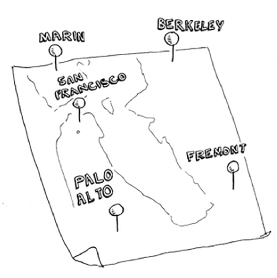 MARIN
BERKELEY
SAN
FRANCISCO
FREMONT
PALO
ALTO